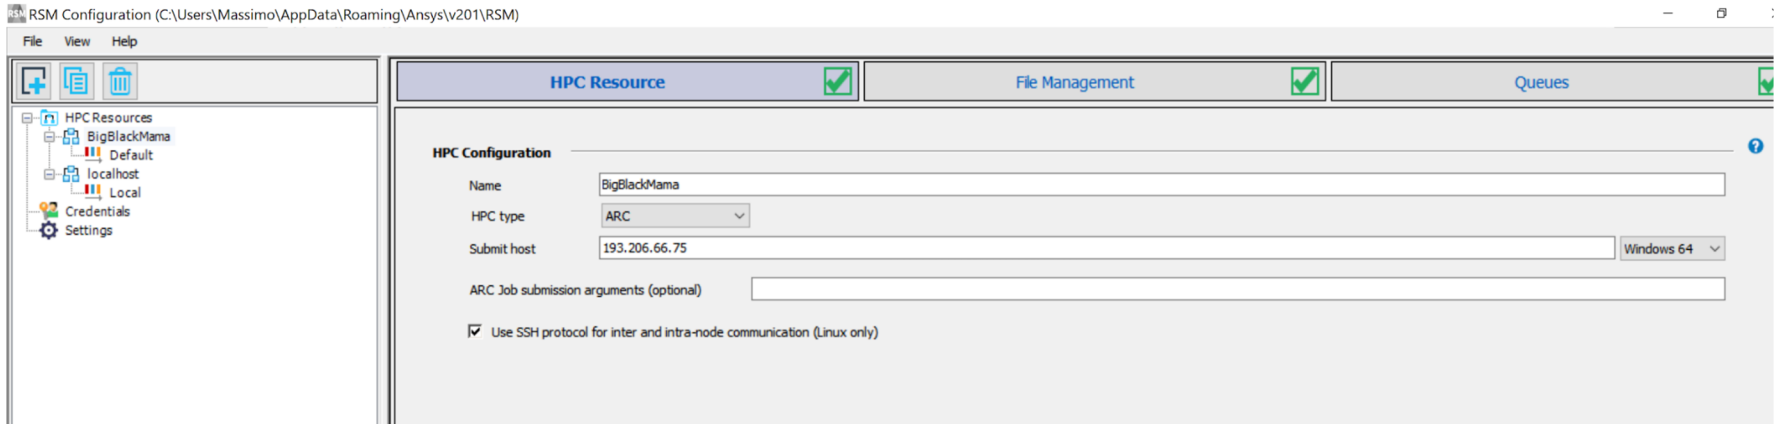 RSM RSM Configuration (C:\Users\Massimo\AppData\Roaming\Ansys\v201\RSM)
File View Help
HPC Resource File Management Queues
HPC Resources
BigBlackMama
Default
localhost
Local
Credentials
Settings
HPC Configuration
Name BigBlackMama
HPC type ARC
Submit host 193.206.66.75 Windows 64
ARC Job submission arguments (optional)
Use SSH protocol for inter and intra-node communication (Linux only)